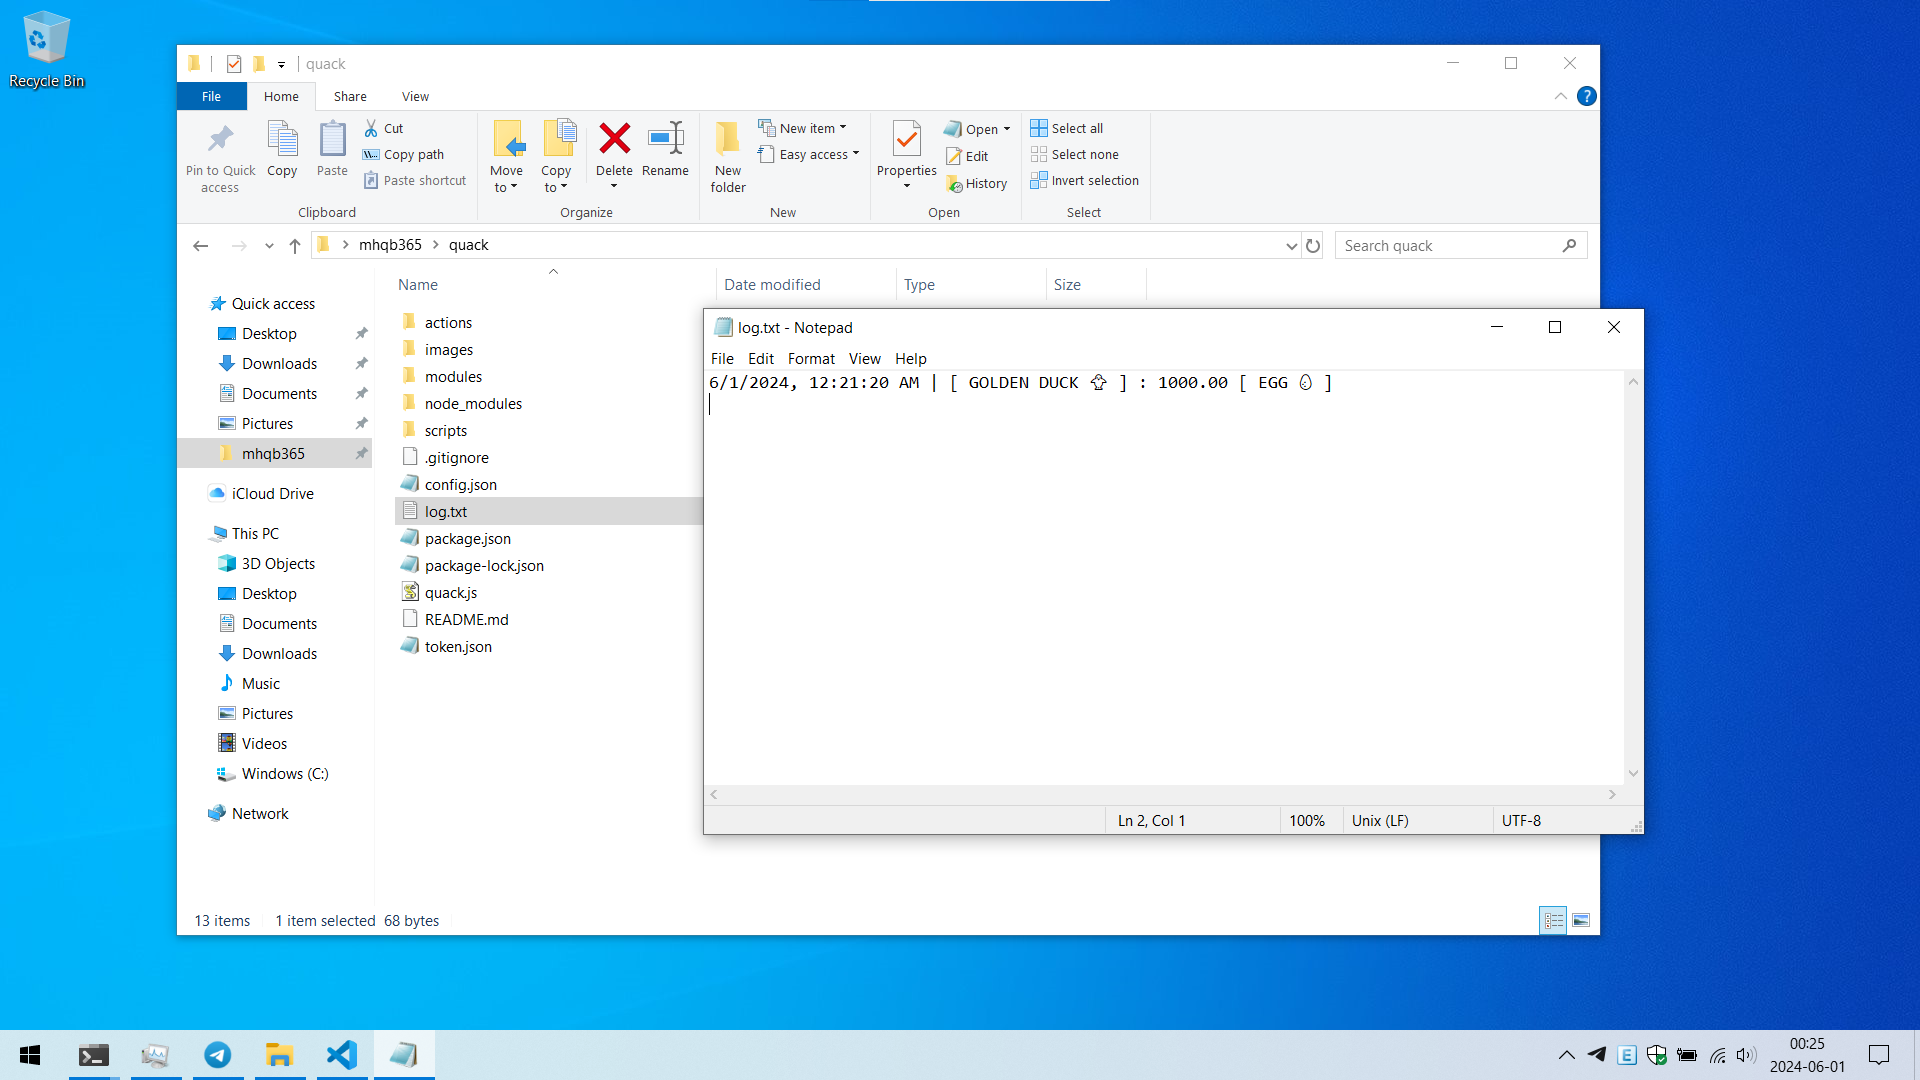 Recycle Bin
quack
File
Home
Share
View
Pin to Quick access
Copy
Paste
Cut
Copy path
Paste shortcut
Clipboard
Move to
Copy to
Delete
Rename
Organize
New folder
New item
Easy access
New
Properties
Open
Edit
History
Open
Select all
Select none
Invert selection
Select
mhqb365 > quack
Search quack
Name
Date modified
Type
Size
Quick access
Desktop
Downloads
Documents
Pictures
mhqb365
iCloud Drive
This PC
3D Objects
Desktop
Documents
Downloads
Music
Pictures
Videos
Windows (C:)
Network
actions
images
modules
node_modules
scripts
.gitignore
config.json
log.txt
package.json
package-lock.json
quack.js
README.md
token.json
13 items
1 item selected 68 bytes
log.txt - Notepad
File Edit Format View Help
6/1/2024, 12:21:20 AM | [ GOLDEN DUCK 🐥 ] : 1000.00 [ EGG 🥚 ]
Ln 2, Col 1
100%
Unix (LF)
UTF-8
00:25
2024-06-01